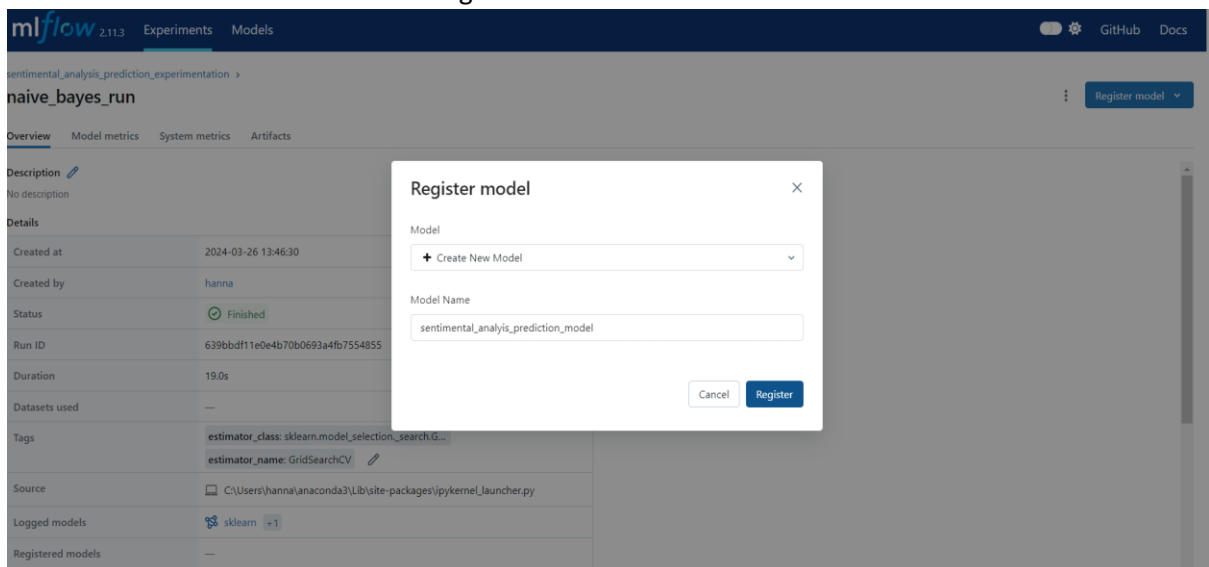 mlflow 2.11.3 Experiments Models GitHub Docs
sentimental_analysis_prediction_experimentation >
naive_bayes_run
Register model
Overview Model metrics System metrics Artifacts
Description
No description
Details
Created at 2024-03-26 13:46:30
Created by hanna
Status Finished
Run ID 639bbdf11e0e4b70b0693a4fb7554855
Duration 19.0s
Datasets used —
Tags estimator_class: sklearn.model_selection._search.G...
estimator_name: GridSearchCV
Source C:\Users\hanna\anaconda3\Lib\site-packages\ipykernel_launcher.py
Logged models sklearn +1
Registered models —
Register model
Model
+ Create New Model
Model Name
sentimental_analyis_prediction_model
Cancel Register